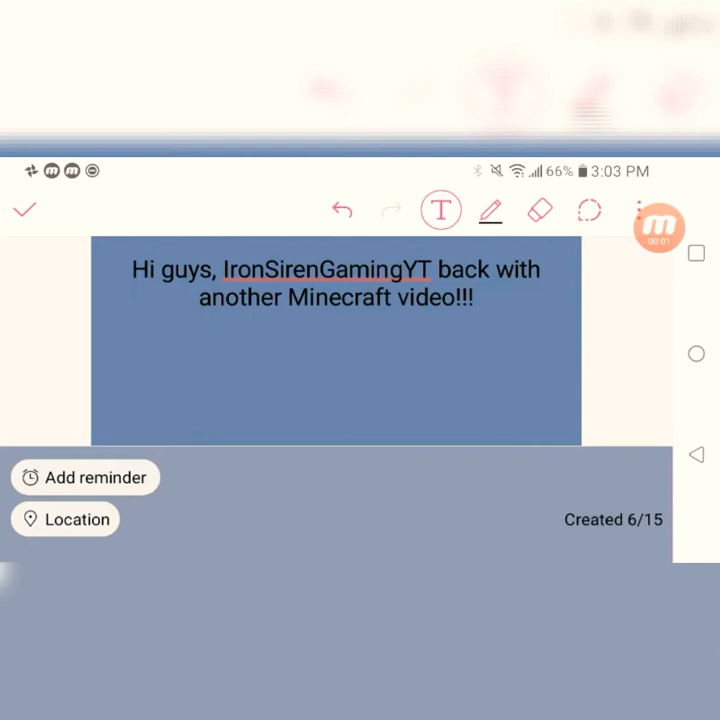 66% 3:03 PM
T
m
00:01
Hi guys, IronSirenGamingYT back with
another Minecraft video!!!
Add reminder
Location
Created 6/15